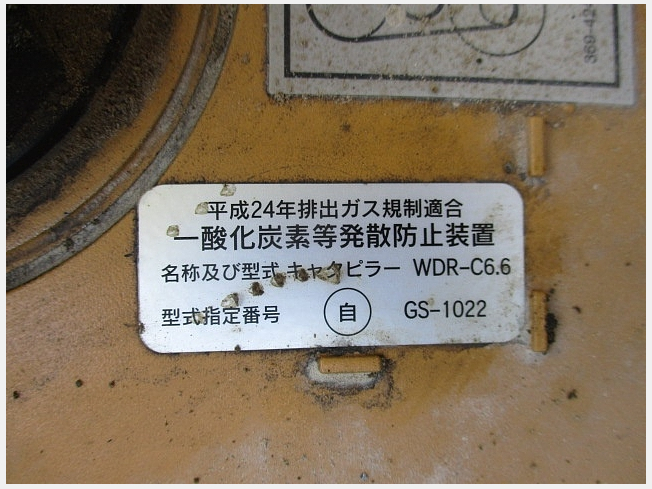 369-42
平成24年排出ガス規制適合
一酸化炭素等発散防止装置
名称及び型式 キャタピラー WDR-C6.6
型式指定番号 自 GS-1022